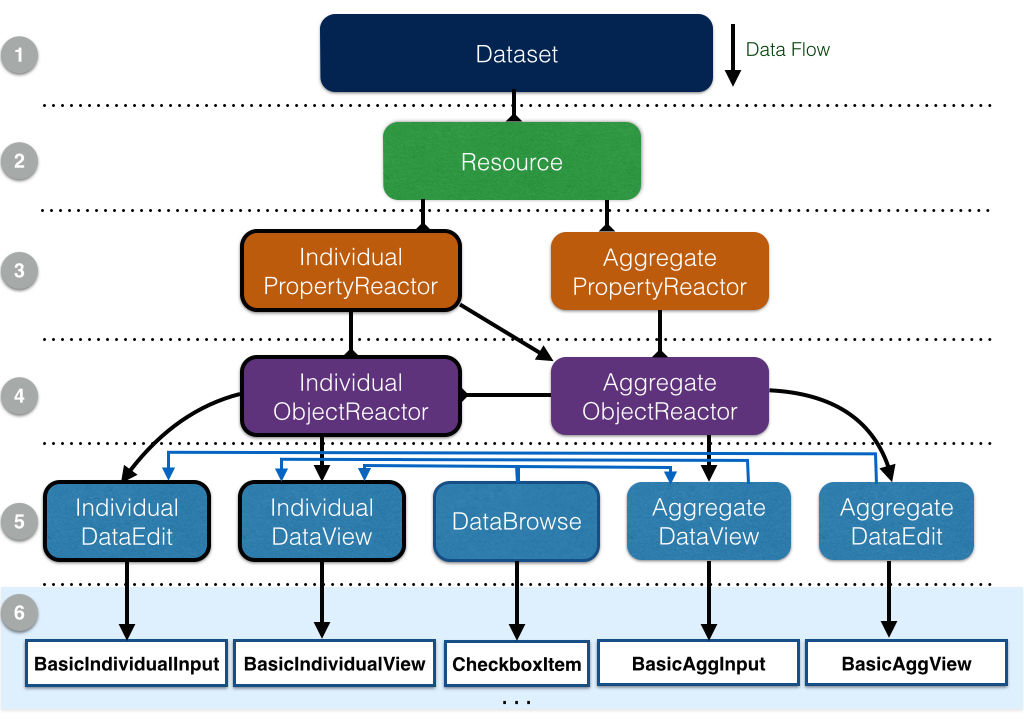 1
Dataset
Data Flow
2
Resource
3
Individual
PropertyReactor
Aggregate
PropertyReactor
4
Individual
ObjectReactor
Aggregate
ObjectReactor
5
Individual
DataEdit
Individual
DataView
DataBrowse
Aggregate
DataView
Aggregate
DataEdit
6
BasicIndividualInput
BasicIndividualView
CheckboxItem
BasicAggInput
BasicAggView
...